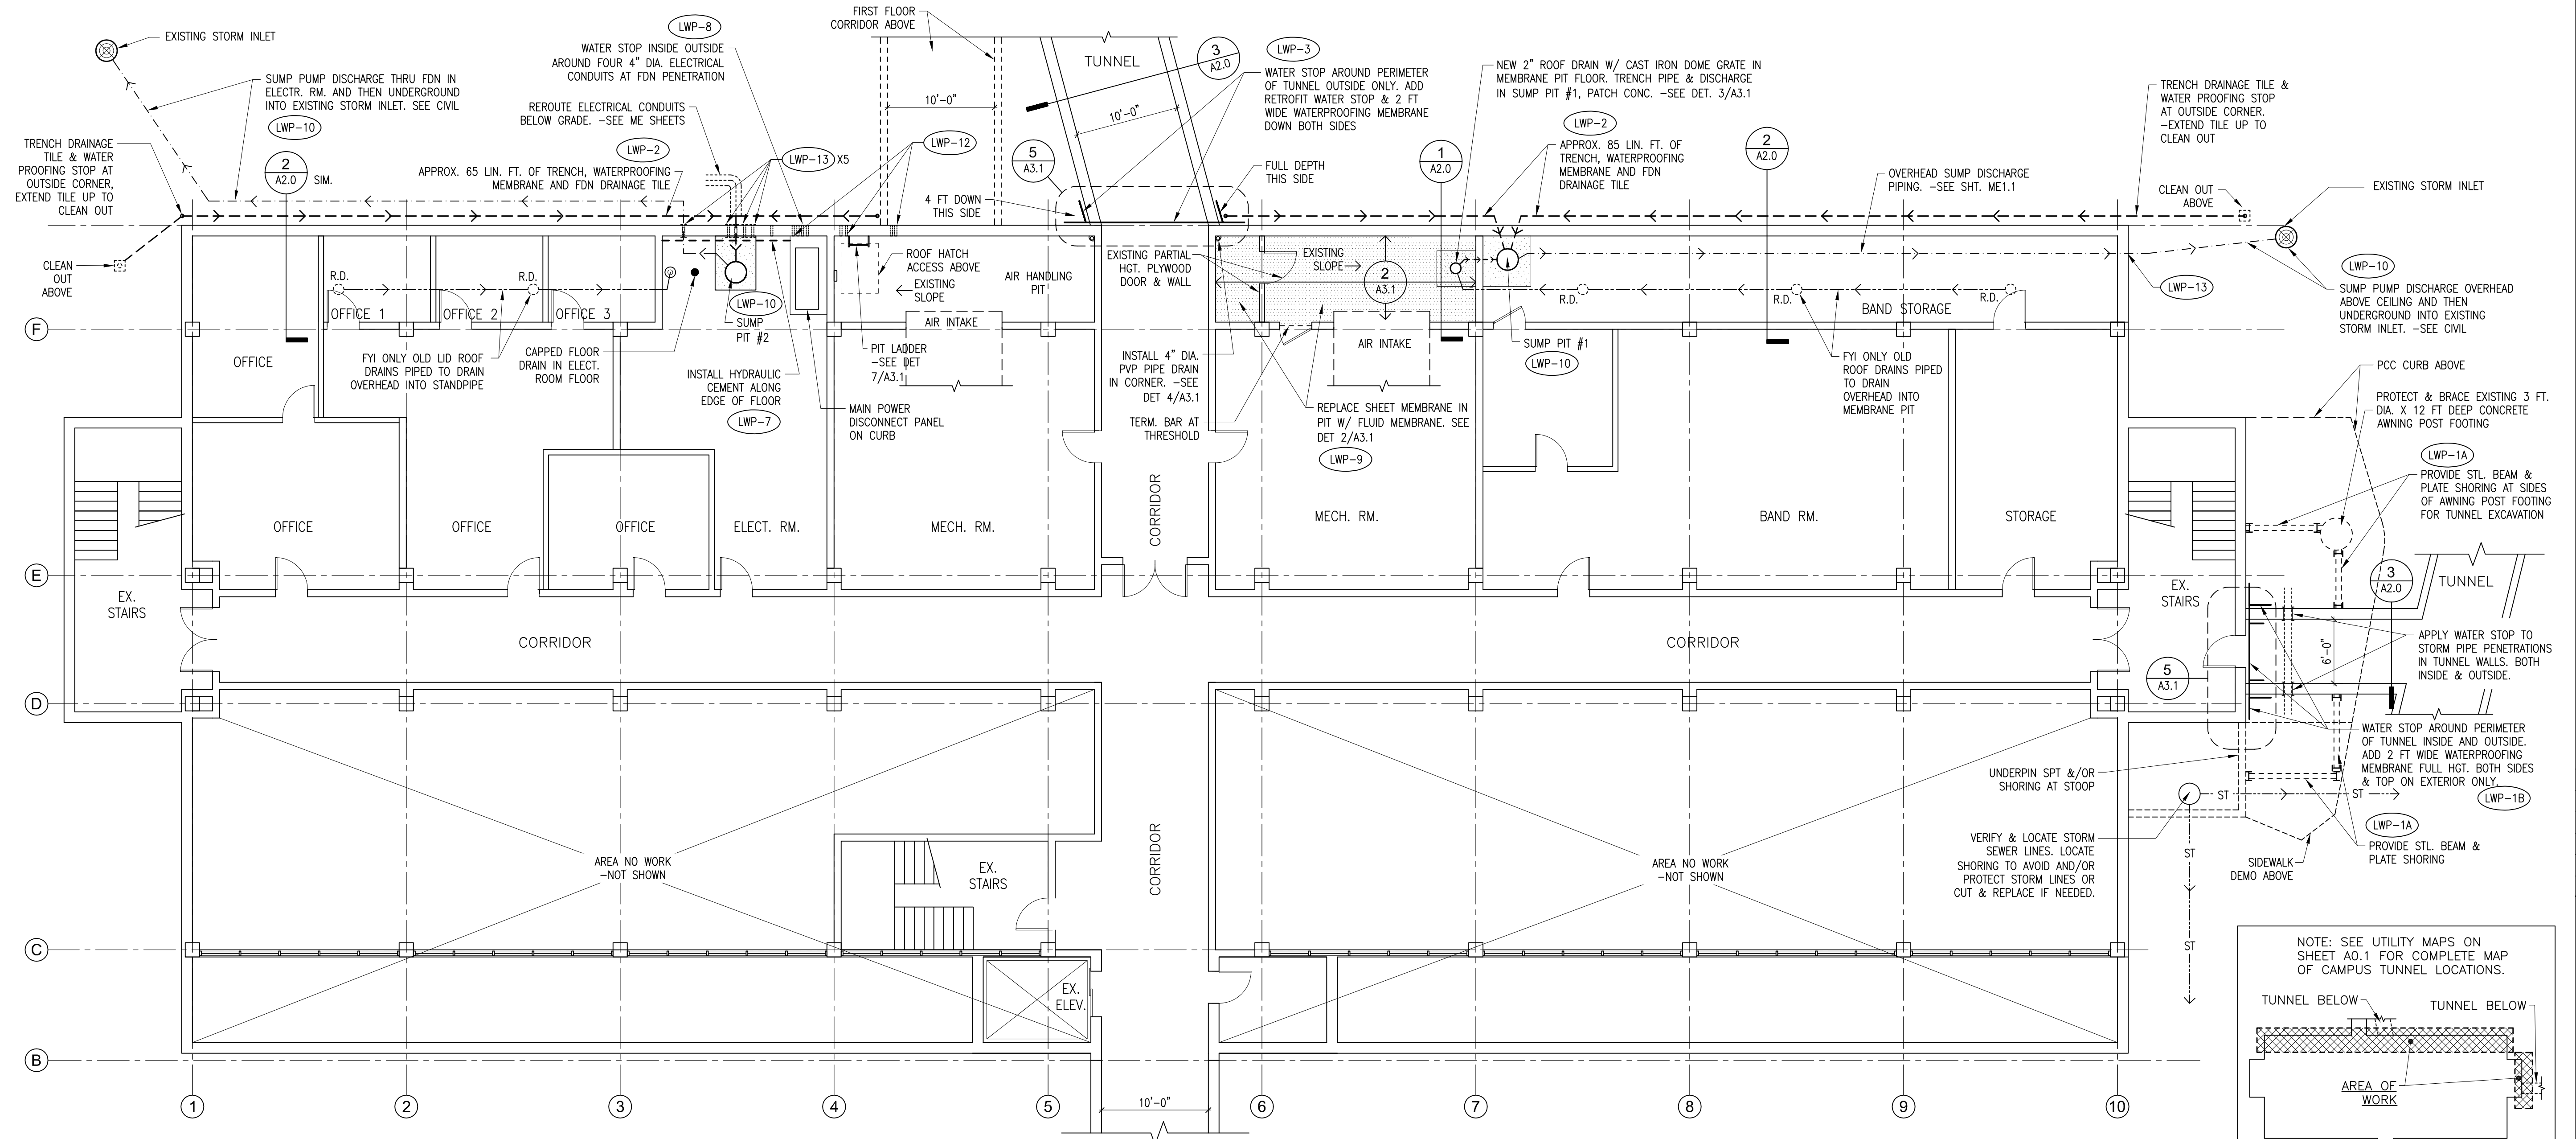 EXISTING STORM INLET
SUMP PUMP DISCHARGE THRU FDN IN
ELECTR. RM. AND THEN UNDERGROUND
INTO EXISTING STORM INLET. SEE CIVIL
LWP-10
TRENCH DRAINAGE
TILE & WATER
PROOFING STOP AT
OUTSIDE CORNER,
EXTEND TILE UP TO
CLEAN OUT
CLEAN
OUT
ABOVE
2
A2.0
SIM.
LWP-8
WATER STOP INSIDE OUTSIDE
AROUND FOUR 4" DIA. ELECTRICAL
CONDUITS AT FDN PENETRATION
REROUTE ELECTRICAL CONDUITS
BELOW GRADE. -SEE ME SHEETS
LWP-2
APPROX. 65 LIN. FT. OF TRENCH, WATERPROOFING
MEMBRANE AND FDN DRAINAGE TILE
LWP-13 X5
FIRST FLOOR
CORRIDOR ABOVE
10'-0"
LWP-12
TUNNEL
10'-0"
3
A2.0
LWP-3
WATER STOP AROUND PERIMETER
OF TUNNEL OUTSIDE ONLY. ADD
RETROFIT WATER STOP & 2 FT
WIDE WATERPROOFING MEMBRANE
DOWN BOTH SIDES
5
A3.1
4 FT DOWN
THIS SIDE
FULL DEPTH
THIS SIDE
NEW 2" ROOF DRAIN W/ CAST IRON DOME GRATE IN
MEMBRANE PIT FLOOR. TRENCH PIPE & DISCHARGE
IN SUMP PIT #1, PATCH CONC. -SEE DET. 3/A3.1
LWP-2
APPROX. 85 LIN. FT. OF
TRENCH, WATERPROOFING
MEMBRANE AND FDN
DRAINAGE TILE
1
A2.0
2
A2.0
OVERHEAD SUMP DISCHARGE
PIPING. -SEE SHT. ME1.1
TRENCH DRAINAGE TILE &
WATER PROOFING STOP
AT OUTSIDE CORNER.
-EXTEND TILE UP TO
CLEAN OUT
CLEAN OUT
ABOVE
EXISTING STORM INLET
LWP-10
SUMP PUMP DISCHARGE OVERHEAD
ABOVE CEILING AND THEN
UNDERGROUND INTO EXISTING
STORM INLET. -SEE CIVIL
LWP-13
R.D.
R.D.
OFFICE 1
OFFICE 2
OFFICE 3
OFFICE
FYI ONLY OLD LID ROOF
DRAINS PIPED TO DRAIN
OVERHEAD INTO STANDPIPE
CAPPED FLOOR
DRAIN IN ELECT.
ROOM FLOOR
LWP-10
SUMP
PIT #2
INSTALL HYDRAULIC
CEMENT ALONG
EDGE OF FLOOR
LWP-7
ROOF HATCH
ACCESS ABOVE
EXISTING
SLOPE
AIR HANDLING
PIT
AIR INTAKE
PIT LADDER
-SEE DET
7/A3.1
MAIN POWER
DISCONNECT PANEL
ON CURB
EXISTING PARTIAL
HGT. PLYWOOD
DOOR & WALL
EXISTING
SLOPE
2
A3.1
AIR INTAKE
INSTALL 4" DIA.
PVP PIPE DRAIN
IN CORNER. -SEE
DET 4/A3.1
TERM. BAR AT
THRESHOLD
REPLACE SHEET MEMBRANE IN
PIT W/ FLUID MEMBRANE. SEE
DET 2/A3.1
LWP-9
SUMP PIT #1
LWP-10
R.D.
R.D.
R.D.
BAND STORAGE
FYI ONLY OLD
ROOF DRAINS PIPED
TO DRAIN
OVERHEAD INTO
MEMBRANE PIT
PCC CURB ABOVE
PROTECT & BRACE EXISTING 3 FT.
DIA. X 12 FT DEEP CONCRETE
AWNING POST FOOTING
LWP-1A
PROVIDE STL. BEAM &
PLATE SHORING AT SIDES
OF AWNING POST FOOTING
FOR TUNNEL EXCAVATION
OFFICE
OFFICE
OFFICE
ELECT. RM.
MECH. RM.
CORRIDOR
MECH. RM.
BAND RM.
STORAGE
EX.
STAIRS
CORRIDOR
CORRIDOR
EX.
STAIRS
TUNNEL
3
A2.0
6'-0"
APPLY WATER STOP TO
STORM PIPE PENETRATIONS
IN TUNNEL WALLS. BOTH
INSIDE & OUTSIDE.
5
A3.1
WATER STOP AROUND PERIMETER
OF TUNNEL INSIDE AND OUTSIDE.
ADD 2 FT WIDE WATERPROOFING
MEMBRANE FULL HGT. BOTH SIDES
& TOP ON EXTERIOR ONLY.
LWP-1B
UNDERPIN SPT &/OR
SHORING AT STOOP
ST
ST
LWP-1A
PROVIDE STL. BEAM &
PLATE SHORING
VERIFY & LOCATE STORM
SEWER LINES. LOCATE
SHORING TO AVOID AND/OR
PROTECT STORM LINES OR
CUT & REPLACE IF NEEDED.
ST
ST
SIDEWALK
DEMO ABOVE
AREA NO WORK
-NOT SHOWN
EX.
STAIRS
CORRIDOR
AREA NO WORK
-NOT SHOWN
EX.
ELEV.
10'-0"
F
E
D
C
B
1
2
3
4
5
6
7
8
9
10
NOTE: SEE UTILITY MAPS ON
SHEET A0.1 FOR COMPLETE MAP
OF CAMPUS TUNNEL LOCATIONS.
TUNNEL BELOW
TUNNEL BELOW
AREA OF
WORK